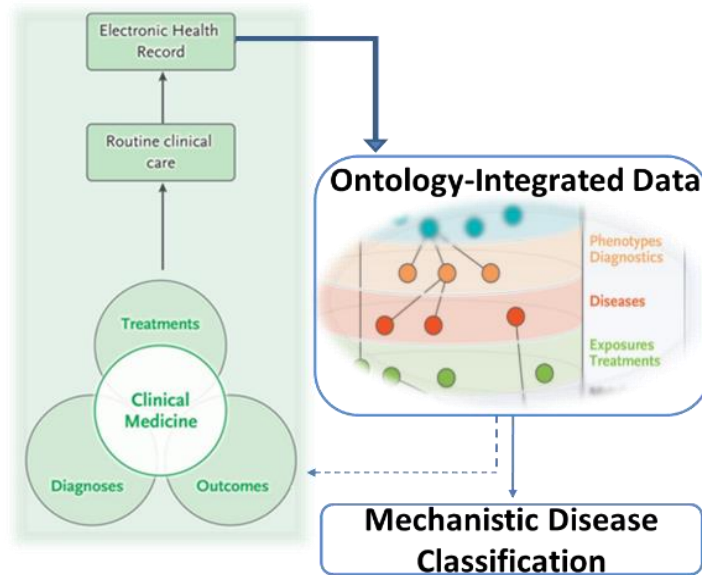 Electronic Health
Record
Routine clinical
care
Treatments
Clinical
Medicine
Diagnoses
Outcomes
Ontology-Integrated Data
Phenotypes
Diagnostics
Diseases
Exposures
Treatments
Mechanistic Disease
Classification